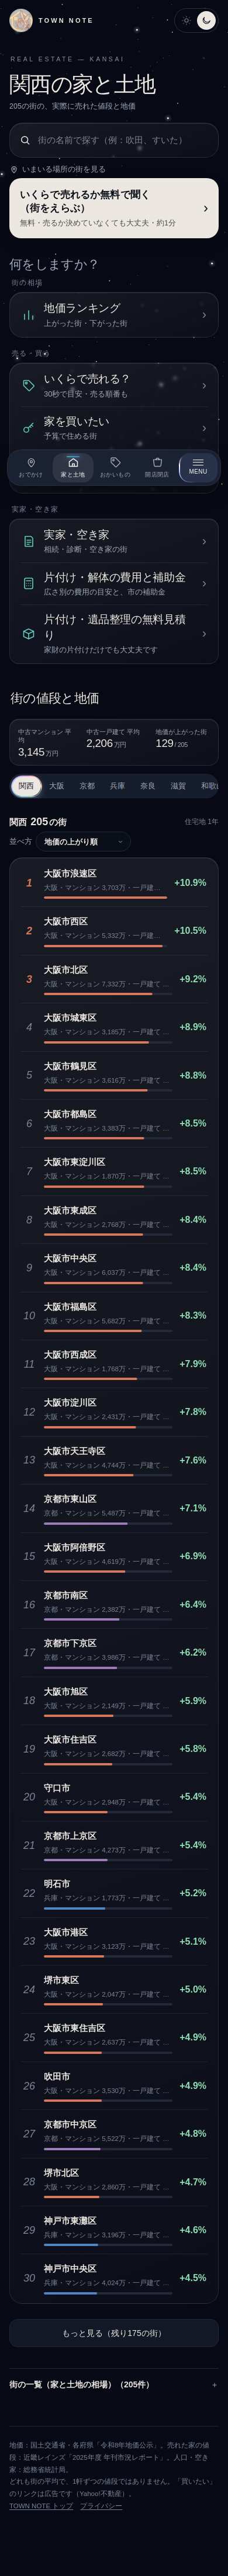 TOWN NOTE
REAL ESTATE — KANSAI
関西の家と土地
205の街の、実際に売れた値段と地価
街の名前で探す（例：吹田、すいた）
いまいる場所の街を見る
いくらで売れるか無料で聞く
（街をえらぶ）
無料・売るか決めていなくても大丈夫・約1分
何をしますか？
街の相場
地価ランキング
上がった街・下がった街
売る・買う
いくらで売れる？
30秒で目安・売る順番も
家を買いたい
予算で住める街
おでかけ
家と土地
おかいもの
開店閉店
MENU
実家・空き家
実家・空き家
相続・診断・空き家の街
片付け・解体の費用と補助金
広さ別の費用の目安と、市の補助金
片付け・遺品整理の無料見積
り
家財の片付けだけでも大丈夫です
街の値段と地価
中古マンション 平
均
3,145万円
中古一戸建て 平均
2,206万円
地価が上がった街
129 / 205
関西
大阪
京都
兵庫
奈良
滋賀
関西 205の街
住宅地 1年
並べ方
地価の上がり順
1
大阪市浪速区
大阪・マンション 3,703万・一戸建…
+10.9%
2
大阪市西区
大阪・マンション 5,332万・一戸建…
+10.5%
3
大阪市北区
大阪・マンション 7,332万・一戸建て …
+9.2%
4
大阪市城東区
大阪・マンション 3,185万・一戸建て …
+8.9%
5
大阪市鶴見区
大阪・マンション 3,616万・一戸建て …
+8.8%
6
大阪市都島区
大阪・マンション 3,383万・一戸建て …
+8.5%
7
大阪市東淀川区
大阪・マンション 1,870万・一戸建て …
+8.5%
8
大阪市東成区
大阪・マンション 2,768万・一戸建て …
+8.4%
9
大阪市中央区
大阪・マンション 6,037万・一戸建て …
+8.4%
10
大阪市福島区
大阪・マンション 5,682万・一戸建て …
+8.3%
11
大阪市西成区
大阪・マンション 1,768万・一戸建て …
+7.9%
12
大阪市淀川区
大阪・マンション 2,431万・一戸建て …
+7.8%
13
大阪市天王寺区
大阪・マンション 4,744万・一戸建て …
+7.6%
14
京都市東山区
京都・マンション 5,487万・一戸建て …
+7.1%
15
大阪市阿倍野区
大阪・マンション 4,619万・一戸建て …
+6.9%
16
京都市南区
京都・マンション 2,382万・一戸建て …
+6.4%
17
京都市下京区
京都・マンション 3,986万・一戸建て …
+6.2%
18
大阪市旭区
大阪・マンション 2,149万・一戸建て …
+5.9%
19
大阪市住吉区
大阪・マンション 2,682万・一戸建て …
+5.8%
20
守口市
大阪・マンション 2,948万・一戸建て …
+5.4%
21
京都市上京区
京都・マンション 4,273万・一戸建て …
+5.4%
22
明石市
兵庫・マンション 1,773万・一戸建て …
+5.2%
23
大阪市港区
大阪・マンション 3,123万・一戸建て …
+5.1%
24
堺市東区
大阪・マンション 2,047万・一戸建て …
+5.0%
25
大阪市東住吉区
大阪・マンション 2,637万・一戸建て …
+4.9%
26
吹田市
大阪・マンション 3,530万・一戸建て …
+4.9%
27
京都市中京区
京都・マンション 5,522万・一戸建て …
+4.8%
28
堺市北区
大阪・マンション 2,860万・一戸建て …
+4.7%
29
神戸市東灘区
兵庫・マンション 3,196万・一戸建て …
+4.6%
30
神戸市中央区
兵庫・マンション 4,024万・一戸建て …
+4.5%
もっと見る（残り175の街）
街の一覧（家と土地の相場）（205件）
+
地価：国土交通省・各府県「令和8年地価公示」。売れた家の値
段：近畿レインズ「2025年度 年刊市況レポート」。人口・空き
家：総務省統計局。
どれも街の平均で、1軒ずつの値段ではありません。「買いたい」
のリンクは広告です（Yahoo!不動産）。
TOWN NOTE トップ
プライバシー